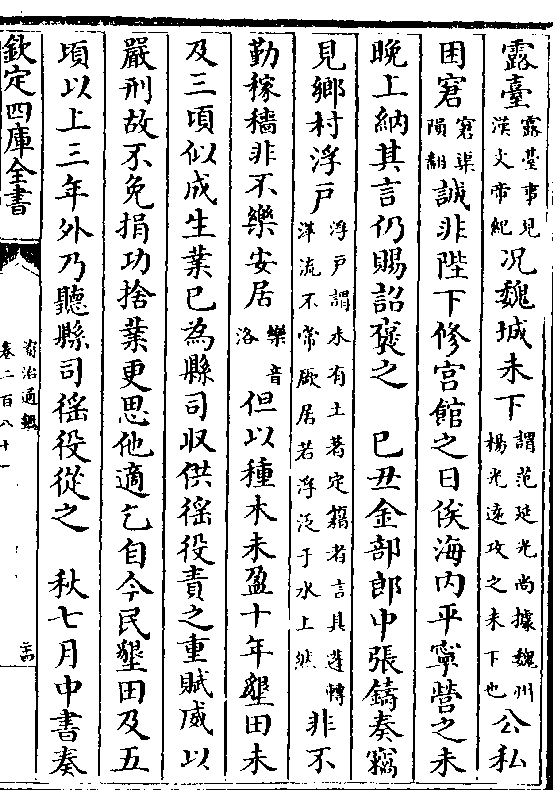 露臺露臺事見漢文帝紀况魏城未下謂范延光尚據魏州楊光遠攻之未下也公私
困窘窘渠隕翻誠非陛下修宮館之日俟海内平寧營之未
晚上納其言仍賜詔褒之　己丑金部郎中張鑄奏竊
見鄉村浮户浮户謂未有土著定籍者言其蓬轉萍流不常厥居若浮泛于水上然非不
勤稼穡非不樂安居樂音洛但以種木未盈十年墾田未
及三頃似成生業已為縣司収供徭役責之重賦威以
嚴刑故不免捐功捨業更思他適乞自今民墾田及五
頃以上三年外乃聽縣司徭役從之　秋七月中書奏
欽定四庫全書
資治通鑑
卷二百八十一